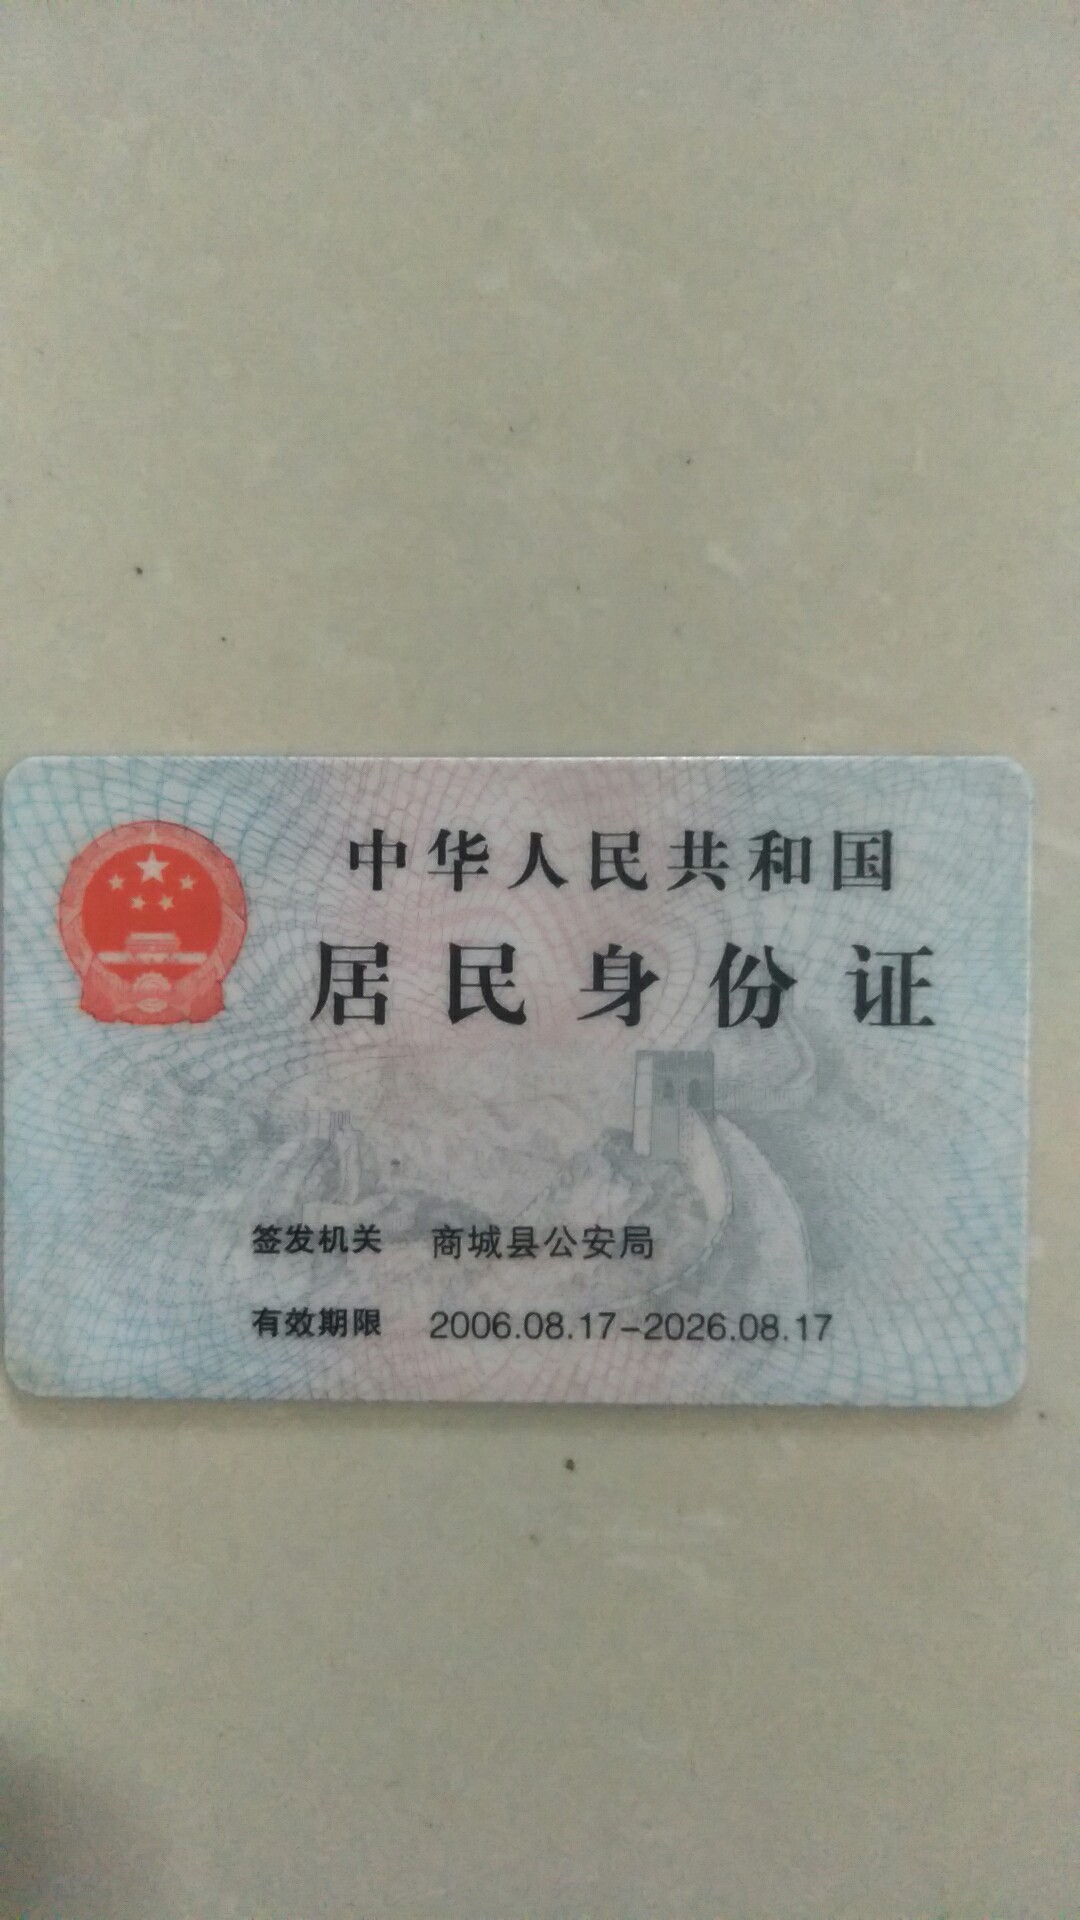 中华人民共和国
居民身份证
签发机关 商城县公安局
有效期限 2006.08.17-2026.08.17